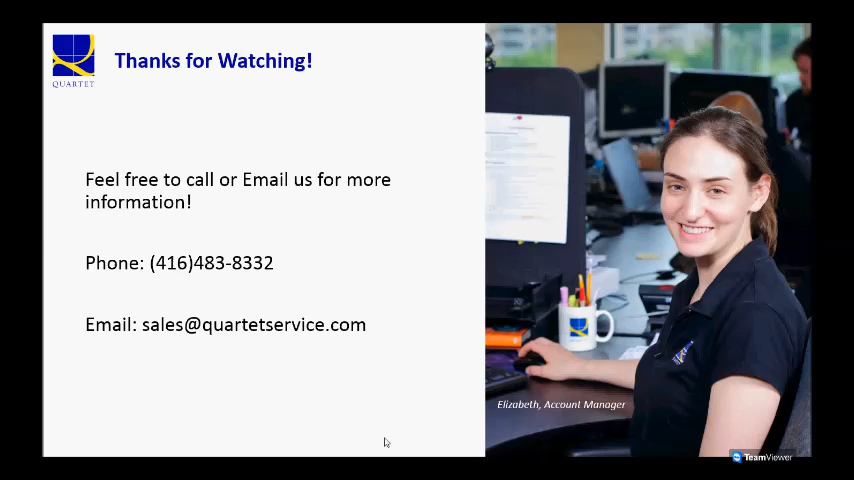 QUARTET
Thanks for Watching!
Feel free to call or Email us for more
information!
Phone: (416)483-8332
Email: sales@quartetservice.com
Elizabeth, Account Manager
TeamViewer